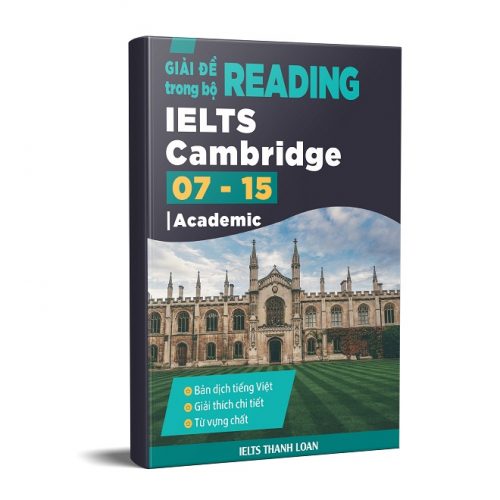 GIẢI ĐỀ
trong bộ READING
IELTS
Cambridge
07 - 15
|Academic
Bản dịch tiếng Việt
Giải thích chi tiết
Từ vựng chất
IELTS THANH LOAN